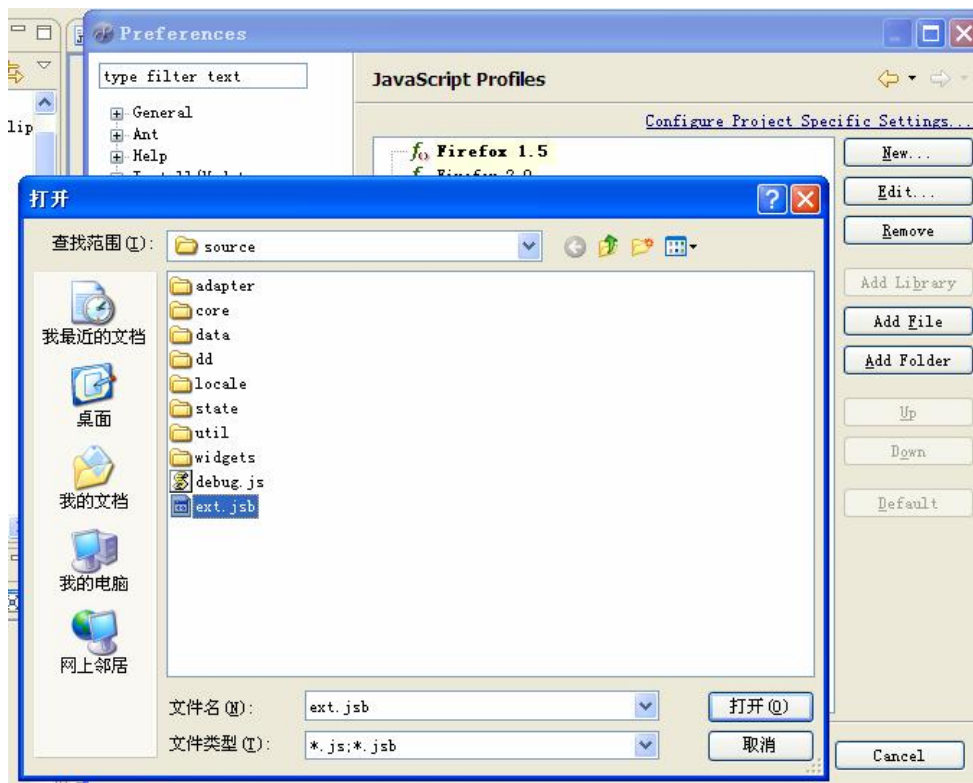 Preferences
type filter text
JavaScript Profiles
General
Configure Project Specific Settings...
lip
Ant
Help
Firefox 1.5
New...
Edit...
Remove
Add Library
Add File
Add Folder
Up
Down
Default
打开
查找范围(I):
source
我最近的文档
桌面
我的文档
我的电脑
网上邻居
adapter
core
data
dd
locale
state
util
widgets
debug.js
ext.jsb
文件名(N):
ext.jsb
打开(O)
文件类型(T):
*.js;*.jsb
取消
Cancel